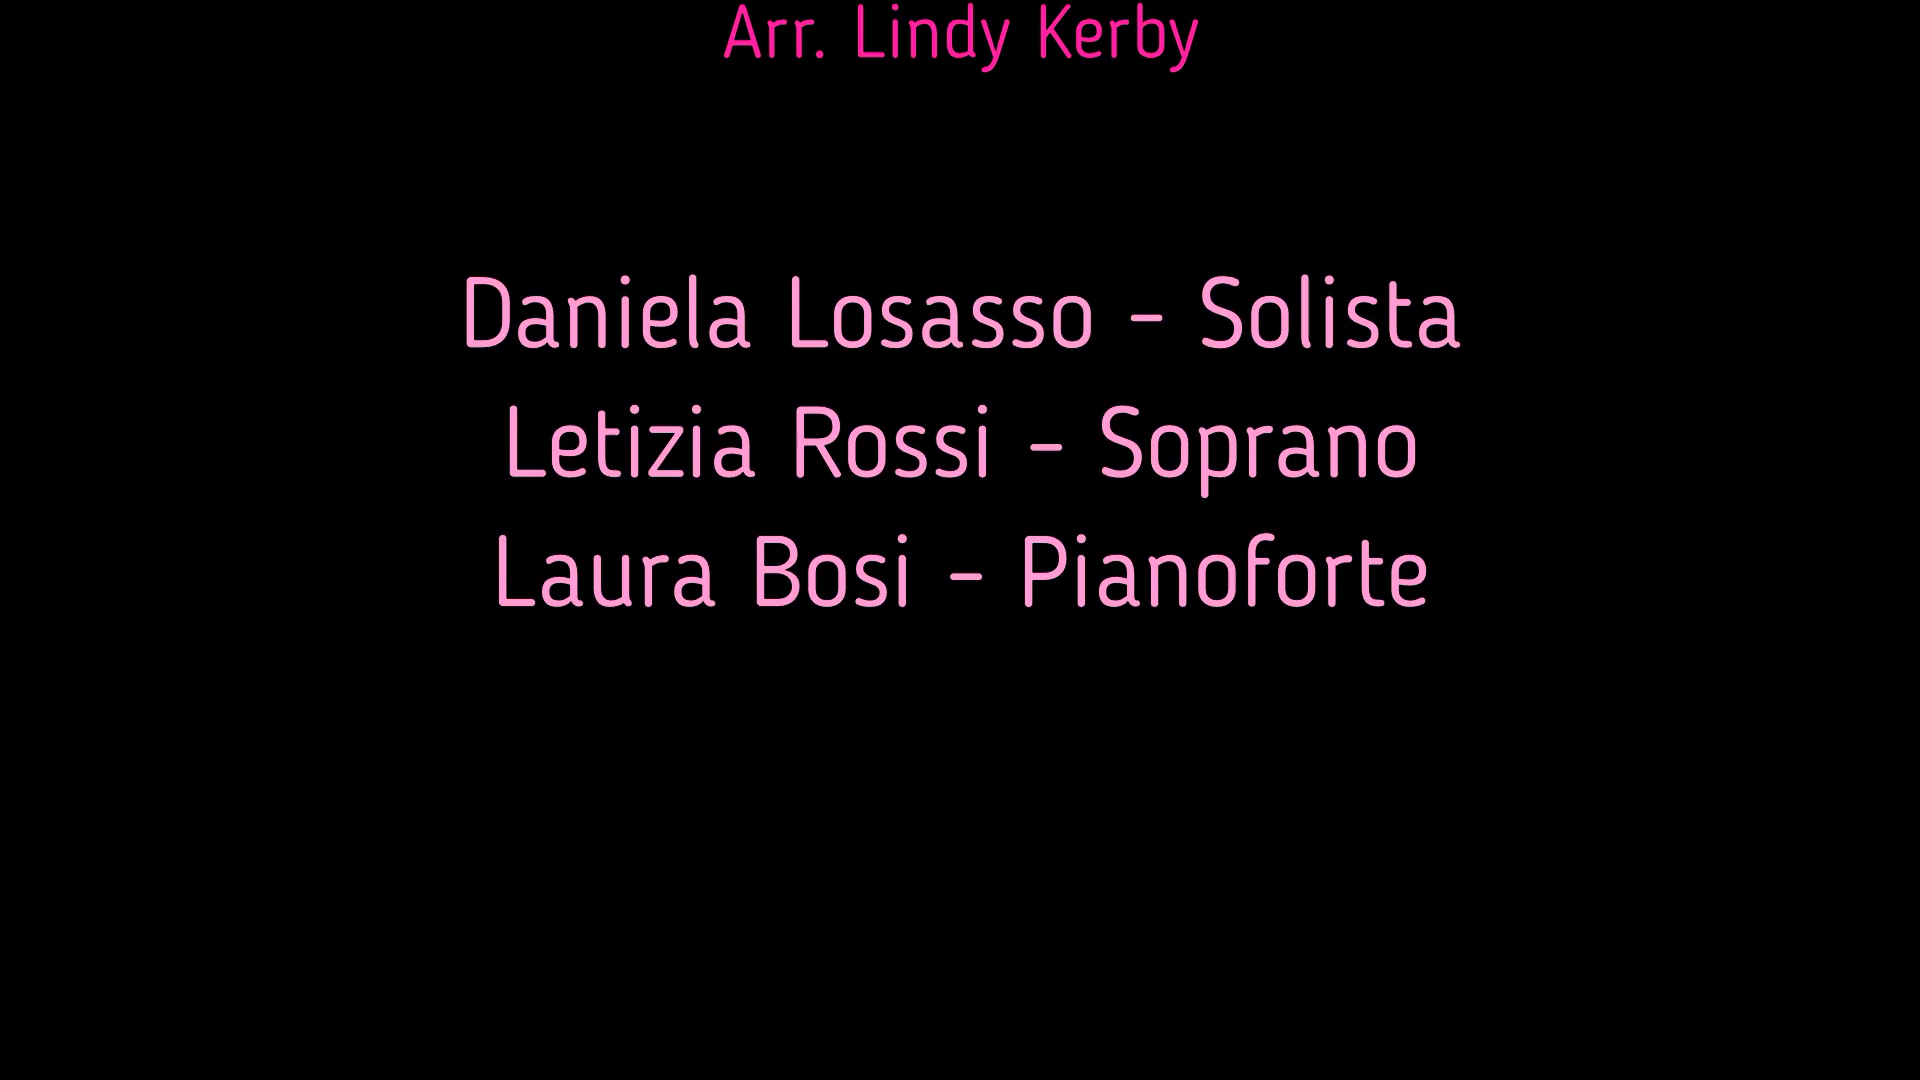 Arr. Lindy Kerby
Daniela Losasso - Solista
Letizia Rossi - Soprano
Laura Bosi - Pianoforte